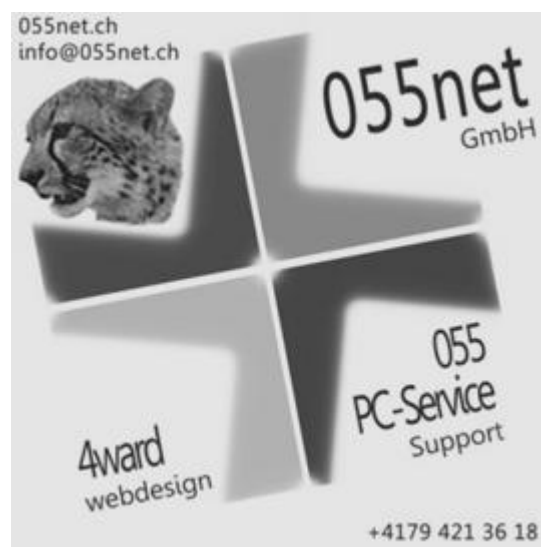 055net.ch
info@055net.ch
055net
GmbH
055
PC-Service
Support
4ward
webdesign
+4179 421 36 18